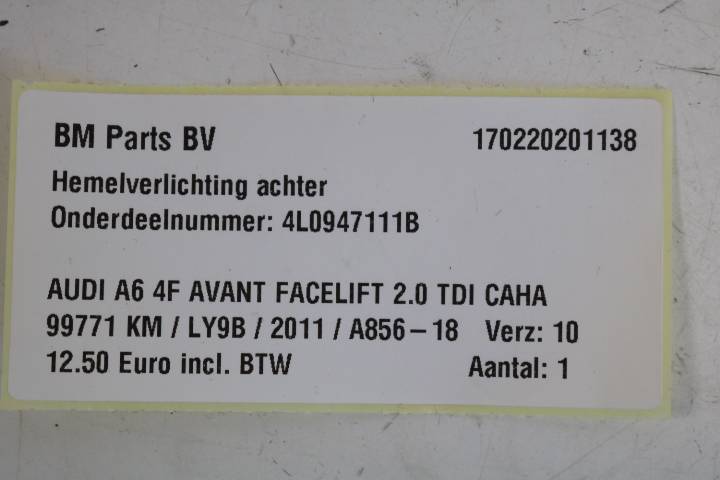 BM Parts BV 170220201138
Hemelverlichting achter
Onderdeelnummer: 4L0947111B
AUDI A6 4F AVANT FACELIFT 2.0 TDI CAHA
99771 KM / LY9B / 2011 / A856-18 Verz: 10
12.50 Euro incl. BTW Aantal: 1